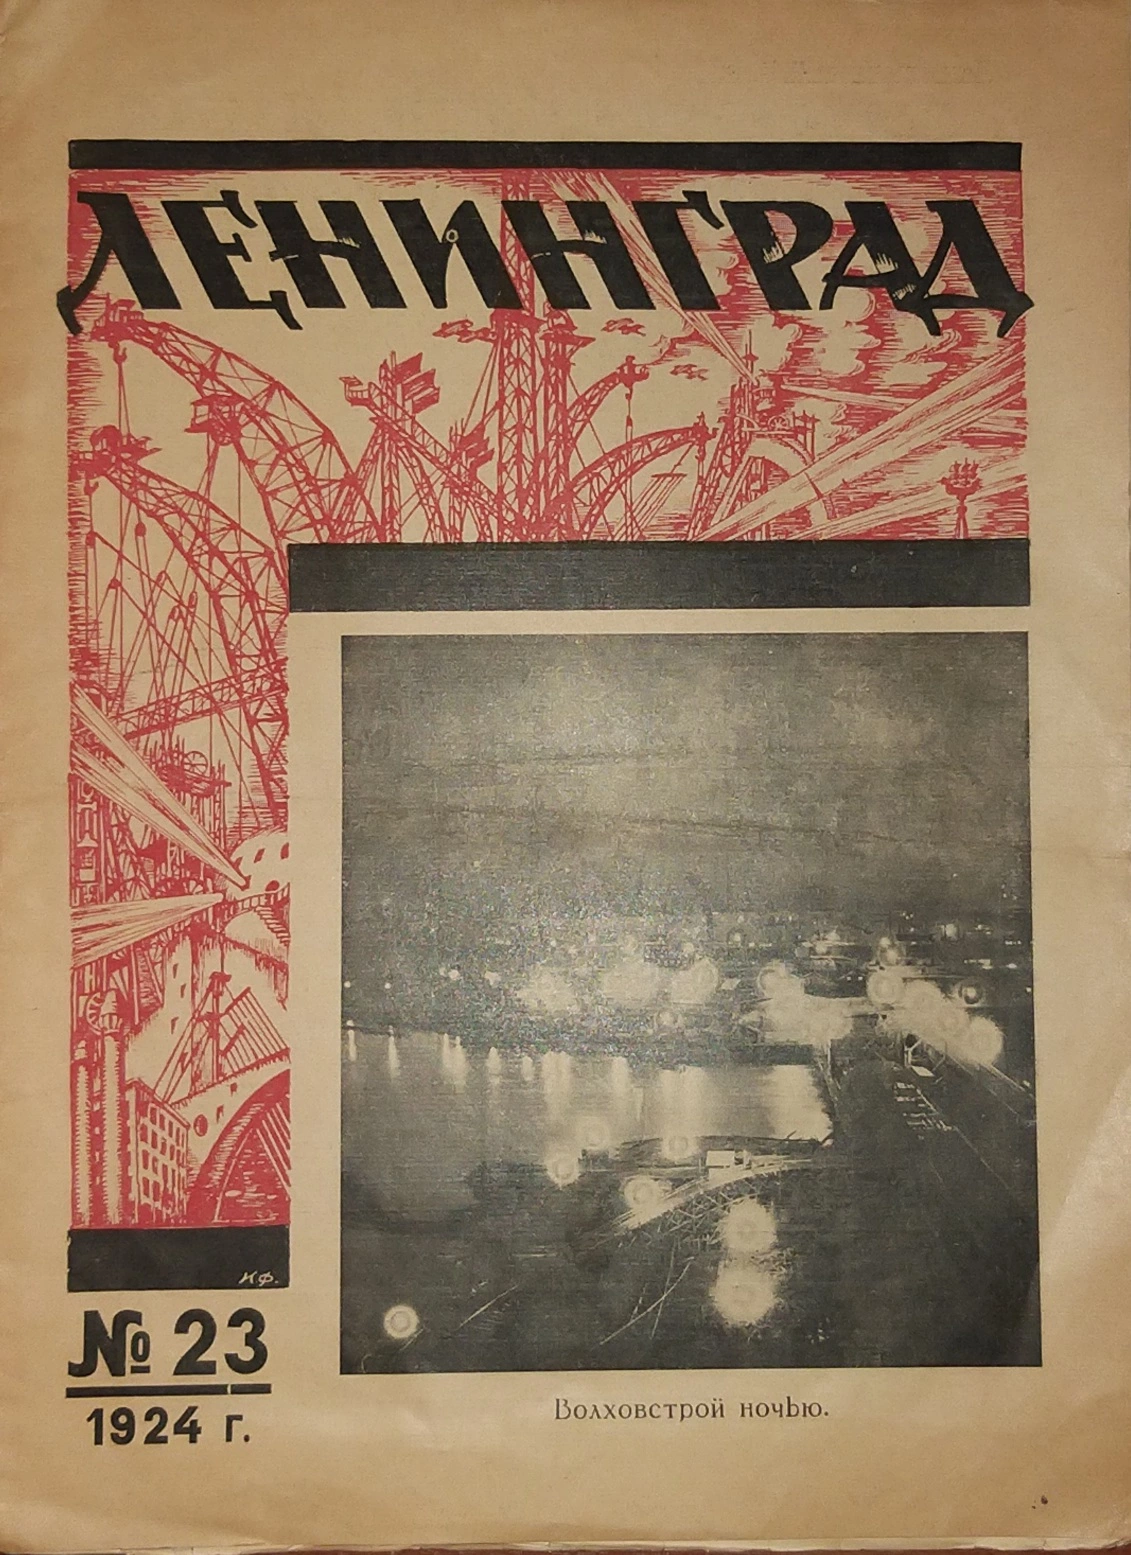 ЛЕНИНГРАД
К Ф.
№ 23
1924 г.
Волховстрой ночью.